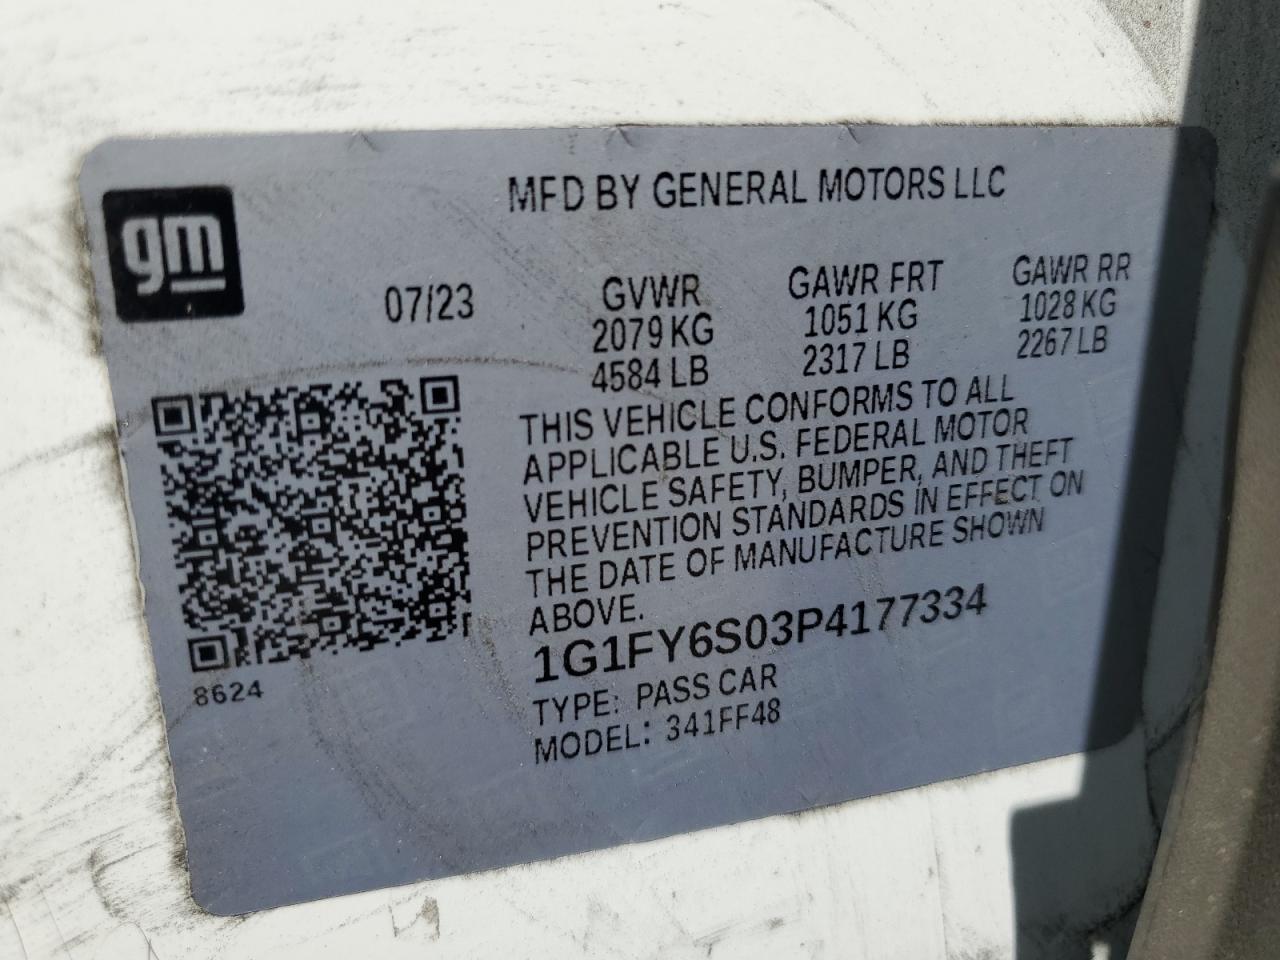 gm
MFD BY GENERAL MOTORS LLC
07/23
GVWR
2079 KG
4584 LB
GAWR FRT
1051 KG
2317 LB
GAWR RR
1028 KG
2267 LB
THIS VEHICLE CONFORMS TO ALL
APPLICABLE U.S. FEDERAL MOTOR
VEHICLE SAFETY, BUMPER, AND THEFT
PREVENTION STANDARDS IN EFFECT ON
THE DATE OF MANUFACTURE SHOWN
ABOVE.
1G1FY6S03P4177334
TYPE: PASS CAR
MODEL: 341FF48
8624